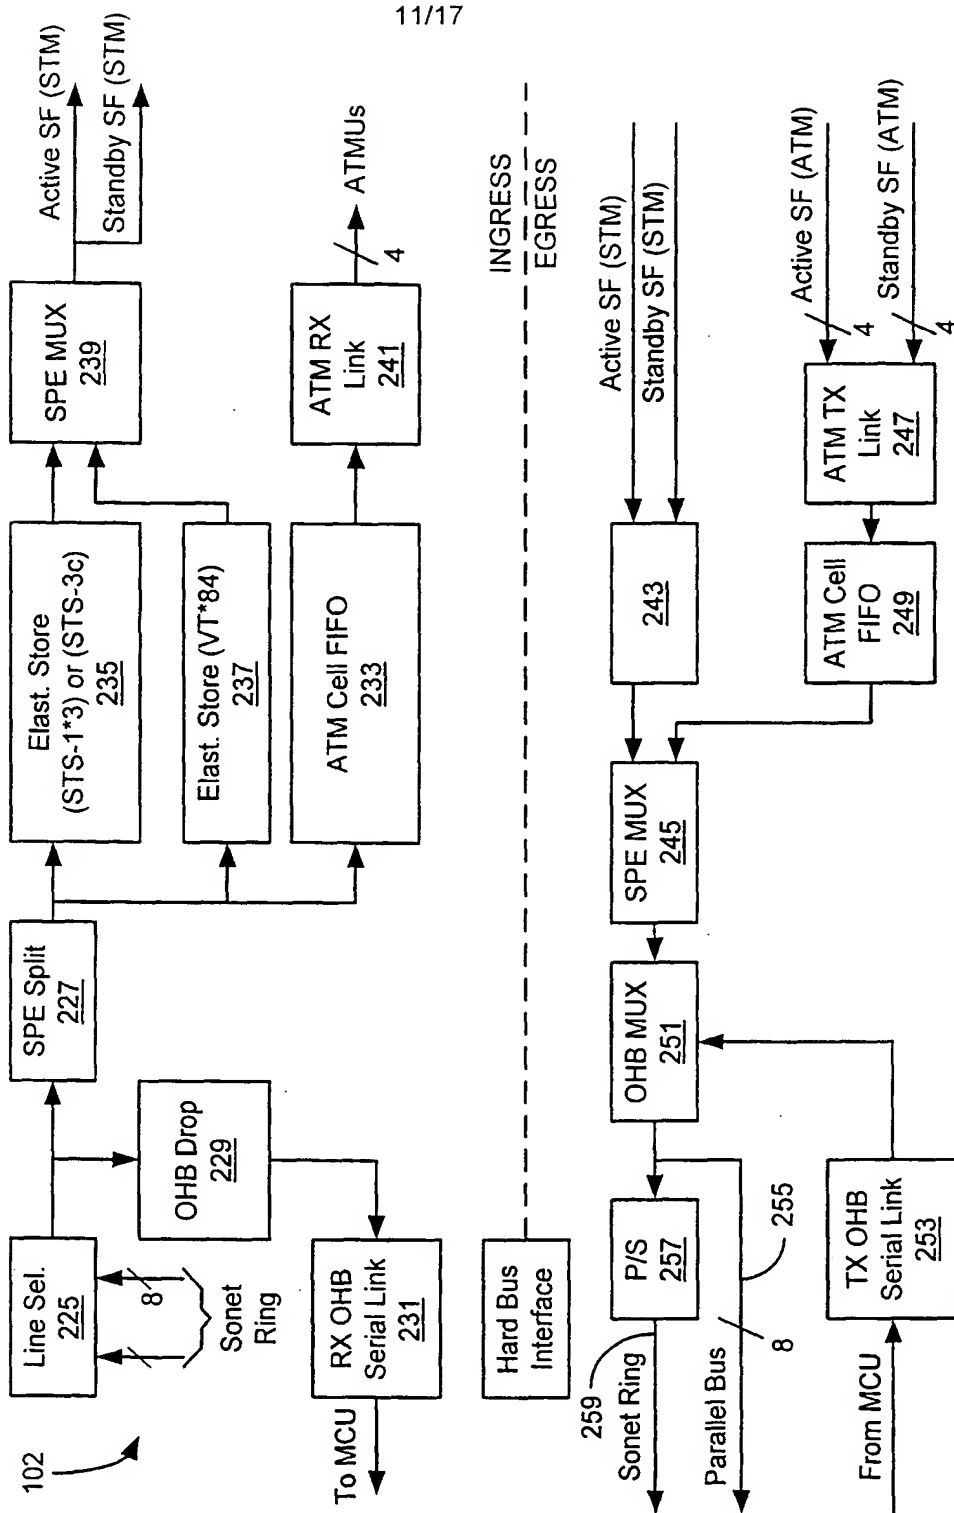 11/17
102
Line Sel.
225
8
Sonet
Ring
SPE Split
227
OHB Drop
229
RX OHB
Serial Link
231
To MCU
Elast. Store
(STS-1*3) or (STS-3c)
235
Elast. Store (VT*84)
237
ATM Cell FIFO
233
SPE MUX
239
Active SF (STM)
Standby SF (STM)
ATM RX
Link
241
4
ATMUs
Hard Bus
Interface
INGRESS
EGRESS
Active SF (STM)
Standby SF (STM)
243
Active SF (ATM)
4
Standby SF (ATM)
4
ATM TX
Link
247
ATM Cell
FIFO
249
SPE MUX
245
OHB MUX
251
P/S
257
259
Sonet Ring
Parallel Bus
8
255
TX OHB
Serial Link
253
From MCU